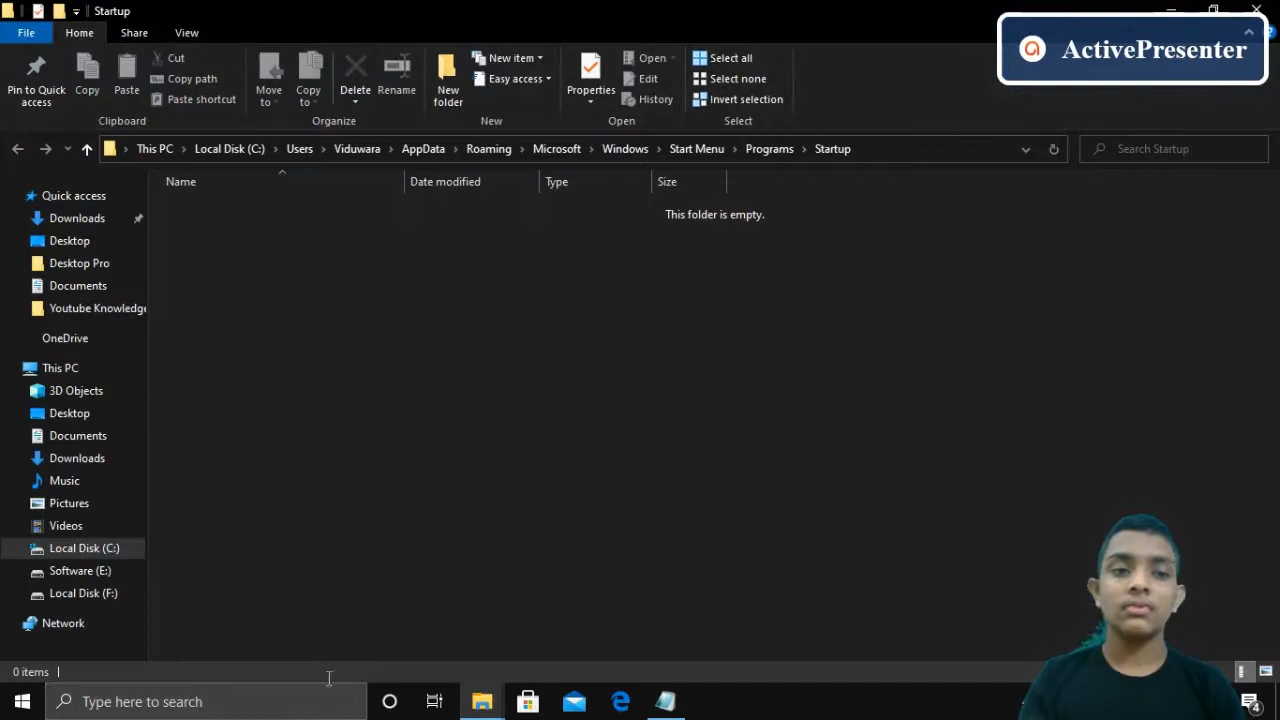 Startup
File
Home
Share
View
ActivePresenter
Pin to Quick access
Copy
Paste
Cut
Copy path
Paste shortcut
Clipboard
Move to
Copy to
Delete
Rename
Organize
New folder
New item
Easy access
New
Properties
Open
Edit
History
Open
Select all
Select none
Invert selection
Select
This PC > Local Disk (C:) > Users > Viduwara > AppData > Roaming > Microsoft > Windows > Start Menu > Programs > Startup
Search Startup
Name
Date modified
Type
Size
This folder is empty.
Quick access
Downloads
Desktop
Desktop Pro
Documents
Youtube Knowledge
OneDrive
This PC
3D Objects
Desktop
Documents
Downloads
Music
Pictures
Videos
Local Disk (C:)
Software (E:)
Local Disk (F:)
Network
0 items
Type here to search
4